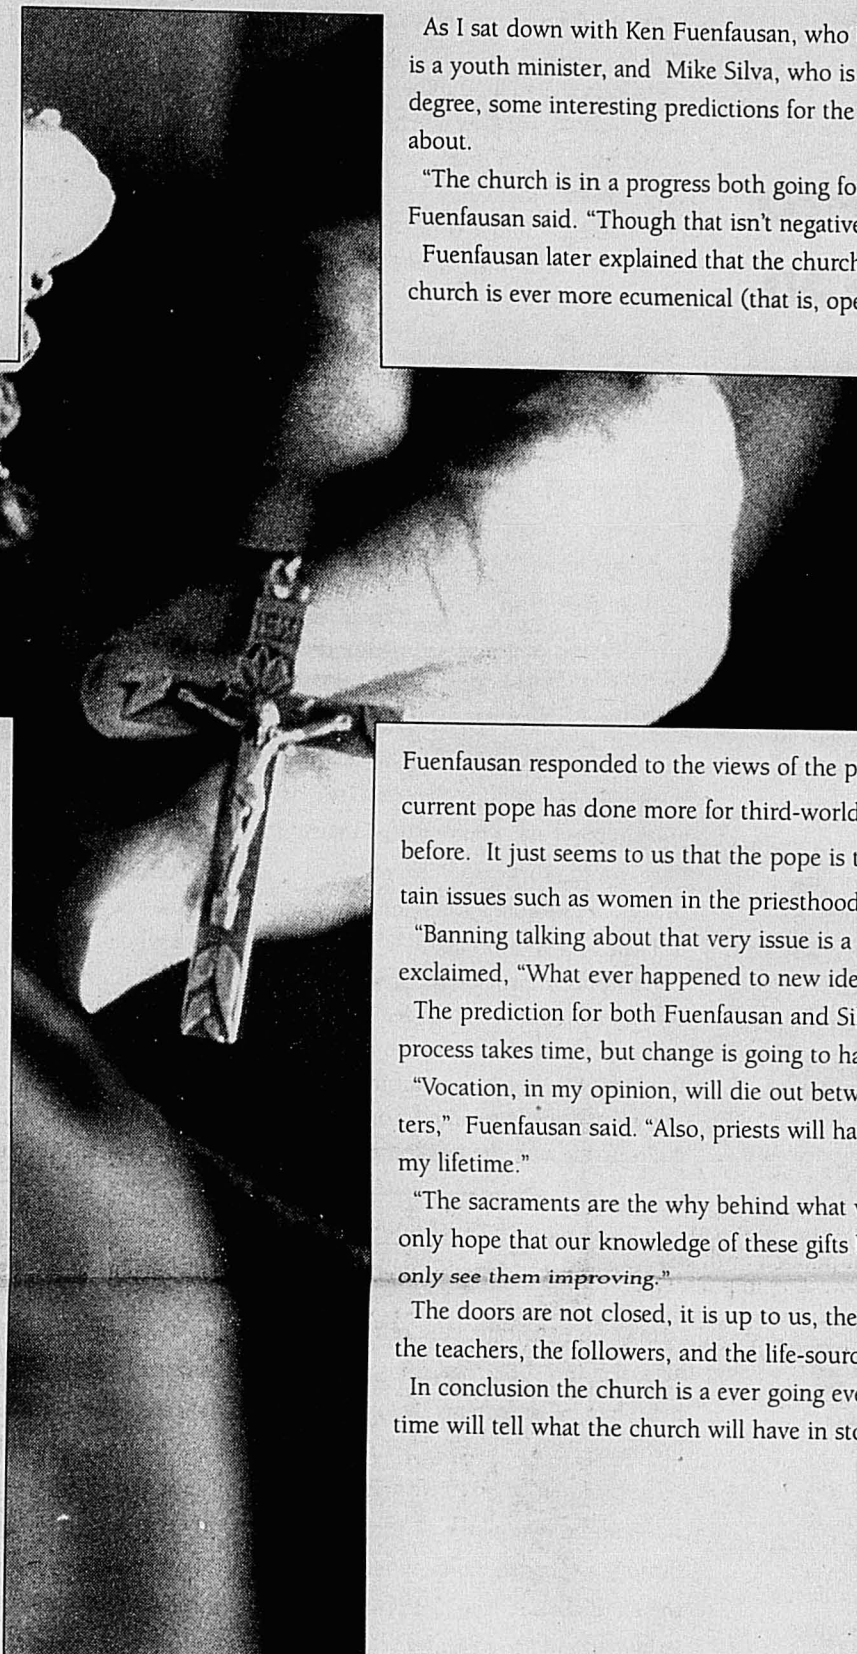 As I sat down with Ken Fuenfausan, who
is a youth minister, and Mike Silva, who is
degree, some interesting predictions for the
about.
“The church is in a progress both going fo
Fuenfausan said. “Though that isn't negative
Fuenfausan later explained that the church
church is ever more ecumenical (that is, ope
Fuenfausan responded to the views of the p
current pope has done more for third-world
before. It just seems to us that the pope is t
tain issues such as women in the priesthood
“Banning talking about that very issue is a
exclaimed, “What ever happened to new ide
The prediction for both Fuenfausan and Si
process takes time, but change is going to ha
“Vocation, in my opinion, will die out betw
ters,” Fuenfausan said. “Also, priests will ha
my lifetime.”
“The sacraments are the why behind what
only hope that our knowledge of these gifts
only see them improving.”
The doors are not closed, it is up to us, the
the teachers, the followers, and the life-sourc
In conclusion the church is a ever going eve
time will tell what the church will have in sto